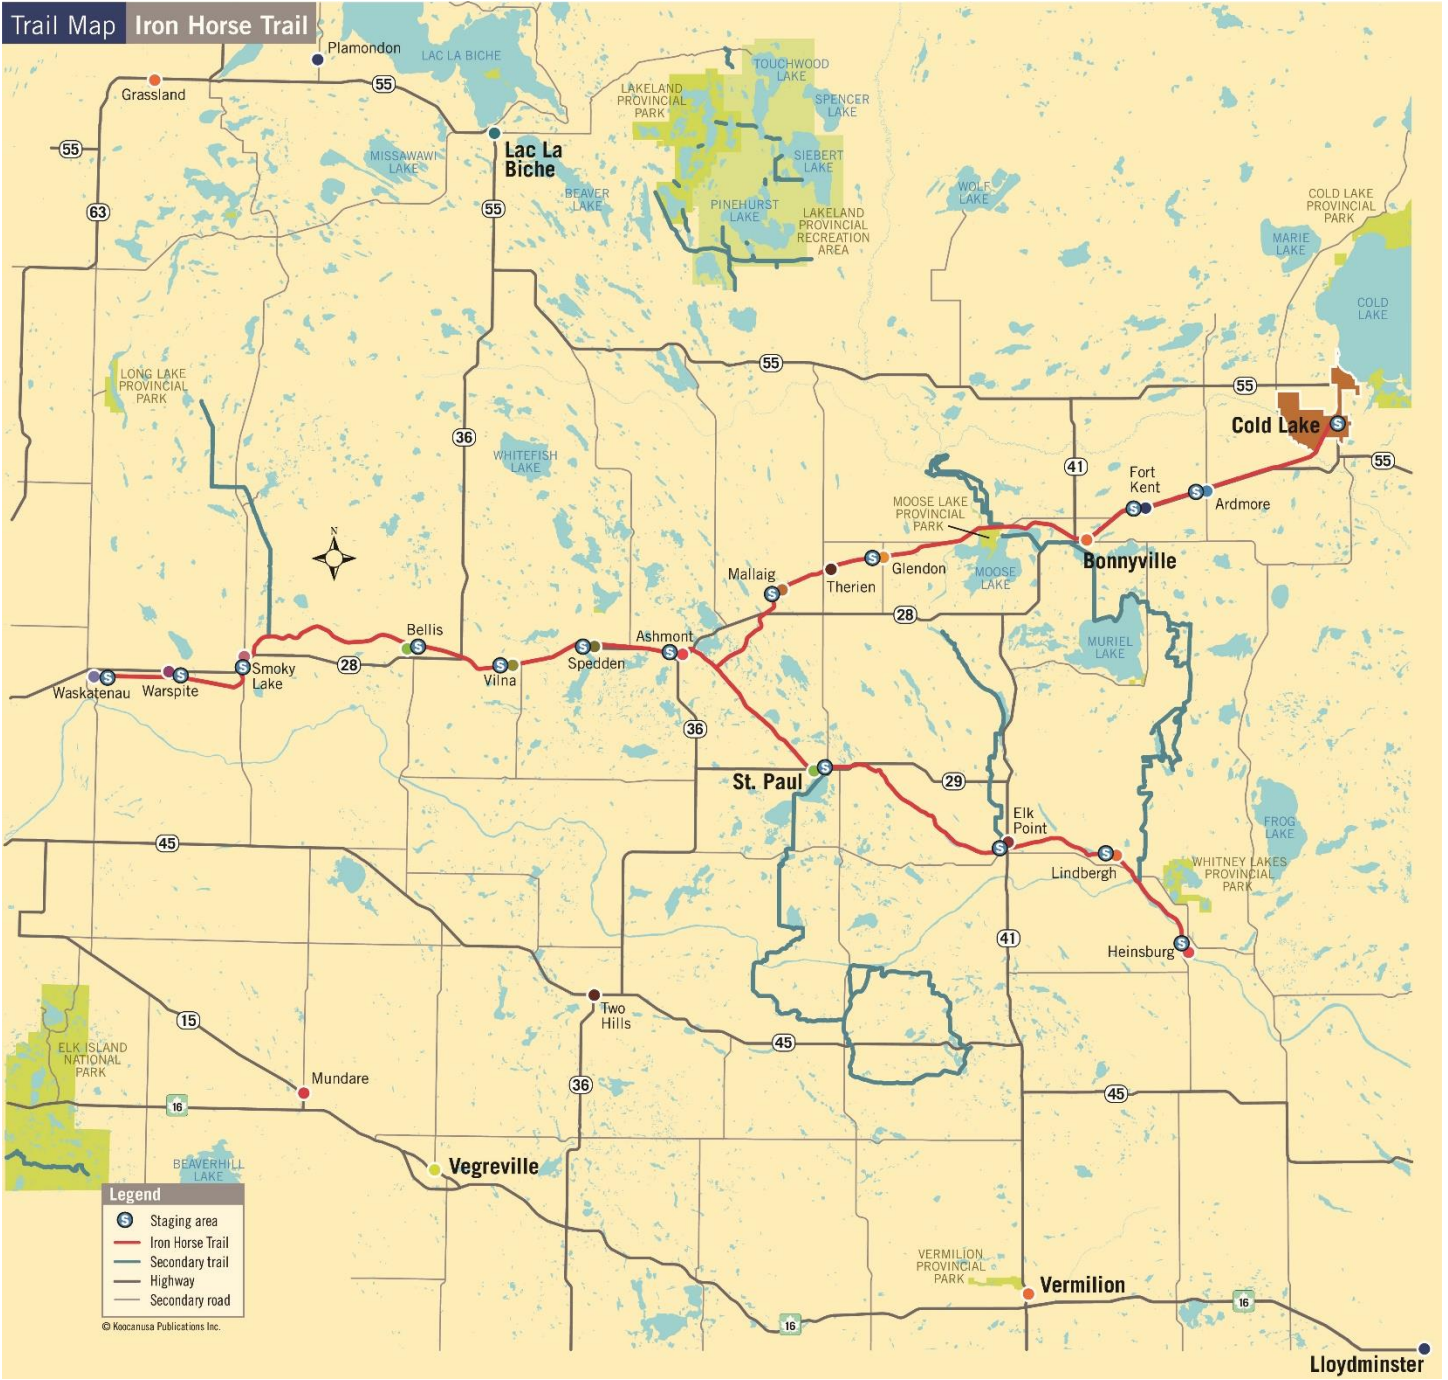 Trail Map Iron Horse Trail
Plamondon
LAC LA BICHE
Grassland
55
TOUCHWOOD
LAKE
LAKELAND
PROVINCIAL
PARK
SPENCER
LAKE
55
Lac La
Biche
MISSAWAWI
LAKE
SIEBERT
LAKE
BEAVER
LAKE
WOLF
LAKE
COLD LAKE
PROVINCIAL
PARK
63
55
PINEHURST
LAKE
LAKELAND
PROVINCIAL
RECREATION
AREA
MARIE
LAKE
COLD
LAKE
LONG LAKE
PROVINCIAL
PARK
55
55
Cold Lake
36
WHITEFISH
LAKE
41
Fort
Kent
55
MOOSE LAKE
PROVINCIAL
PARK
S
S
S
Ardmore
N
Bonnyville
Mallaig
S
Therien
S
Glendon
MOOSE
LAKE
28
Bellis
S
Ashmont
S
MURIEL
LAKE
S
Smoky
Lake
28
S
Vilna
S
Spedden
S
Waskatenau
S
Warspite
S
36
St. Paul
S
29
Elk
Point
S
FROG
LAKE
45
Lindbergh
S
WHITNEY LAKES
PROVINCIAL
PARK
41
Heinsburg
S
Two
Hills
15
45
ELK ISLAND
NATIONAL
PARK
Mundare
36
45
16
BEAVERHILL
LAKE
Vegreville
Legend
S Staging area
Iron Horse Trail
Secondary trail
Highway
Secondary road
© Koocanusa Publications Inc.
VERMILION
PROVINCIAL
PARK
Vermilion
16
16
Lloydminster